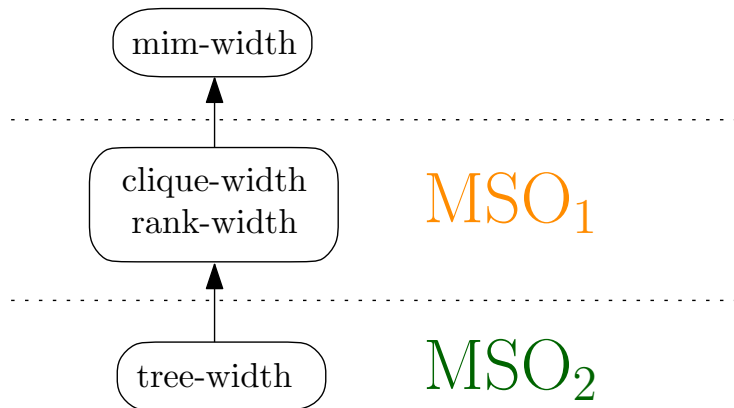 mim-width
clique-width
rank-width
MSO₁
tree-width
MSO₂